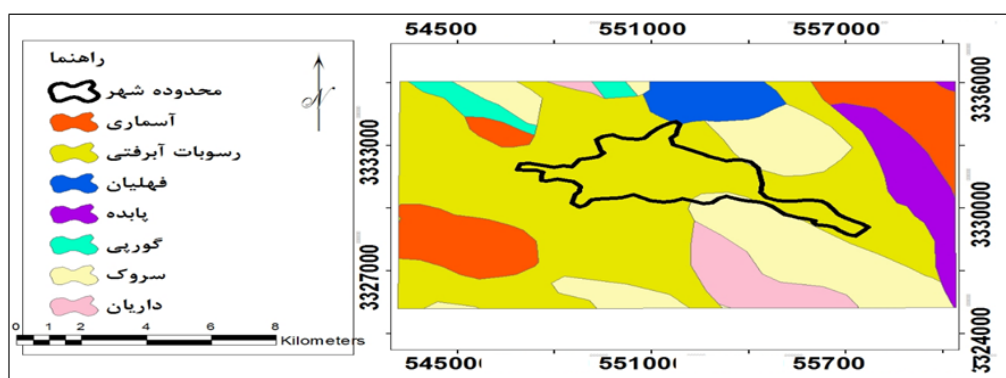 راهنما
محدوده شهر
آسماری
رسوبات آبرفتی
فهلیان
پابده
گورپی
سروک
داریان
0 1 2 4 6 8
Kilometers
N
54500 551000 557000
3333000
3327000
3336000
3330000
3324000
54500 55100 55700